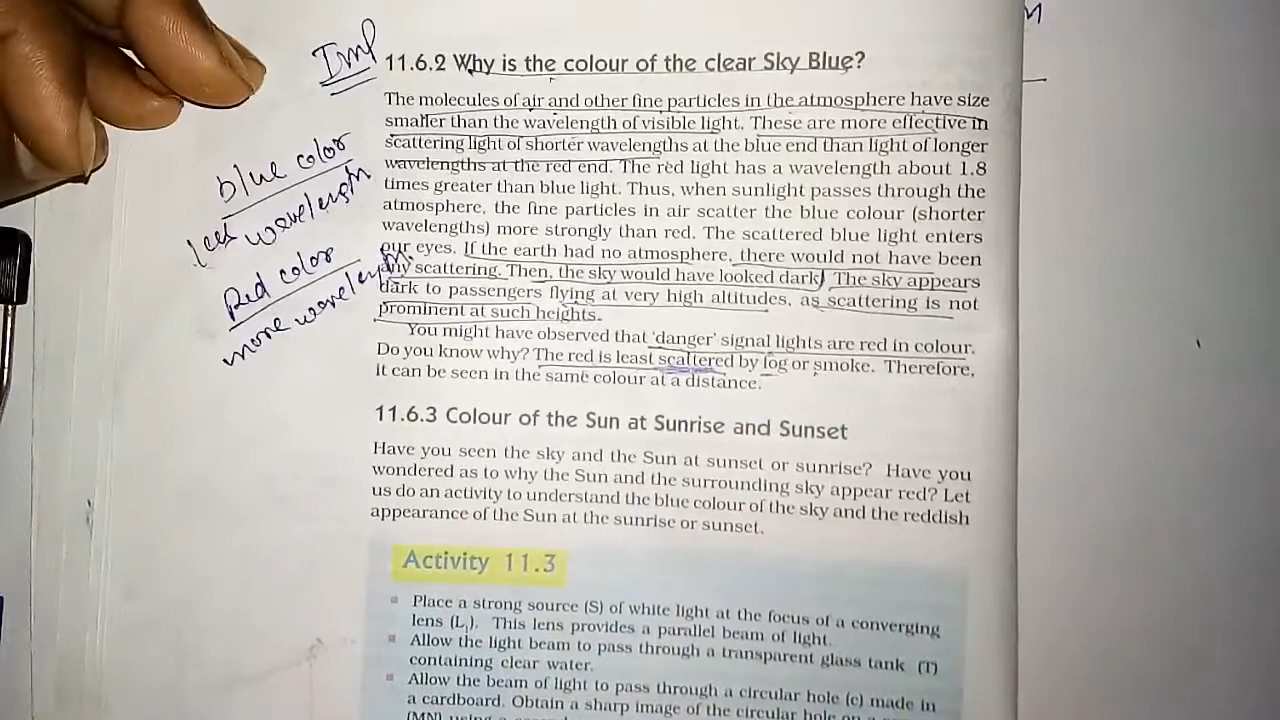 Imp
11.6.2 Why is the colour of the clear Sky Blue?
The molecules of air and other fine particles in the atmosphere have size
smaller than the wavelength of visible light. These are more effective in
scattering light of shorter wavelengths at the blue end than light of longer
wavelengths at the red end. The red light has a wavelength about 1.8
times greater than blue light. Thus, when sunlight passes through the
atmosphere, the fine particles in air scatter the blue colour (shorter
wavelengths) more strongly than red. The scattered blue light enters
our eyes. If the earth had no atmosphere, there would not have been
any scattering. Then, the sky would have looked dark. The sky appears
dark to passengers flying at very high altitudes, as scattering is not
prominent at such heights.
You might have observed that ‘danger’ signal lights are red in colour.
Do you know why? The red is least scattered by fog or smoke. Therefore,
it can be seen in the same colour at a distance.
blue color
less wavelength
Red color
more wavelength
11.6.3 Colour of the Sun at Sunrise and Sunset
Have you seen the sky and the Sun at sunset or sunrise? Have you
wondered as to why the Sun and the surrounding sky appear red? Let
us do an activity to understand the blue colour of the sky and the reddish
appearance of the Sun at the sunrise or sunset.
Activity 11.3
Place a strong source (S) of white light at the focus of a converging
lens (L₁). This lens provides a parallel beam of light.
Allow the light beam to pass through a transparent glass tank (T)
containing clear water.
Allow the beam of light to pass through a circular hole (c) made in
a cardboard. Obtain a sharp image of the circular hole on a
(MN) using a